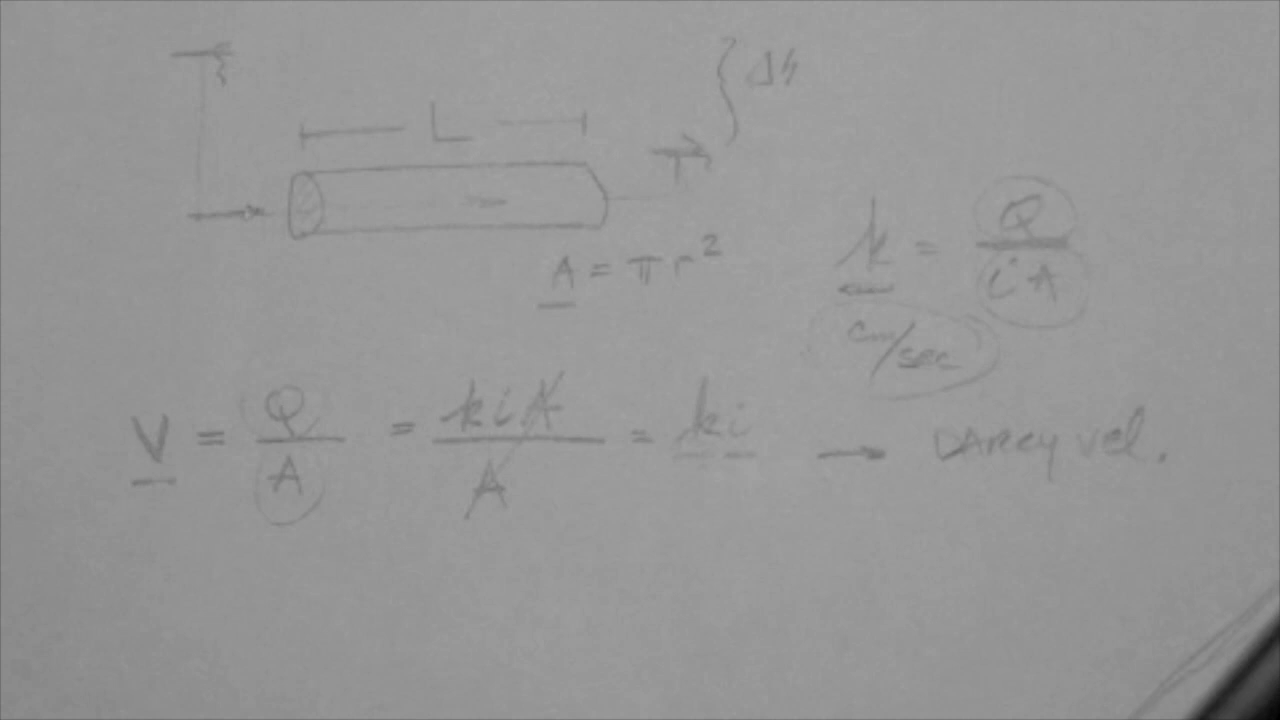 Δh
L
A = πr²
k = Q / iA
cm/sec
V = Q / A = kiA / A = ki → DARCY vel.